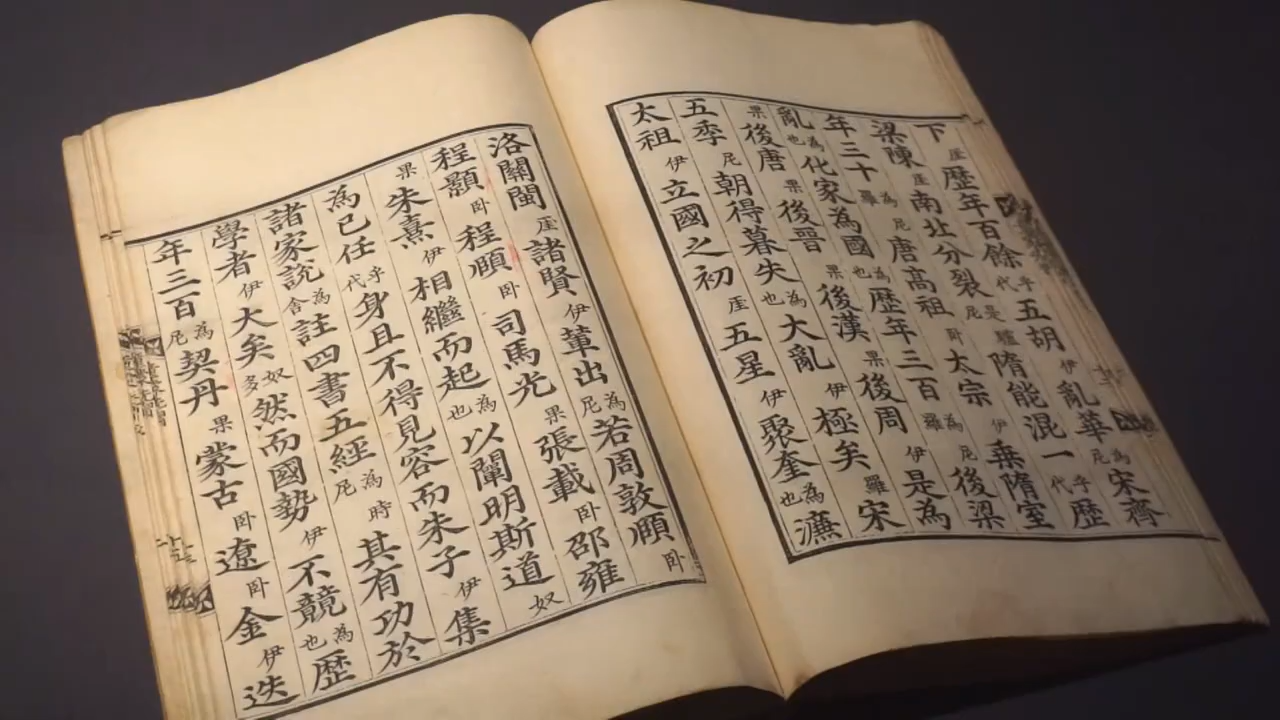 下厓歷年百餘乎代五胡伊亂華為尼宋齊
梁陳厓南北分裂是驪尼隋能混一乎代歷
年三十為羅尼唐高祖卧太宗伊乘隋室
亂為也化家為國為也歷年三百為羅尼後梁
果後唐果後晉果後漢果後周伊是為
五季尼朝得暮失為也大亂伊極矣羅宋
太祖伊立國之初厓五星伊聚奎為也濂
洛關閩厓諸賢伊輩出為尼若周敦頤卧
程顥卧程頤卧司馬光果張載卧邵雍
果朱熹伊相繼而起為也以闡明斯道奴
為己任乎代身且不得見容而朱子伊集
諸家說為舍註四書五經為尼時其有功於
學者伊大矣奴多然而國勢伊不競為也歷
年三百為尼契丹果蒙古卧遼卧金伊迭